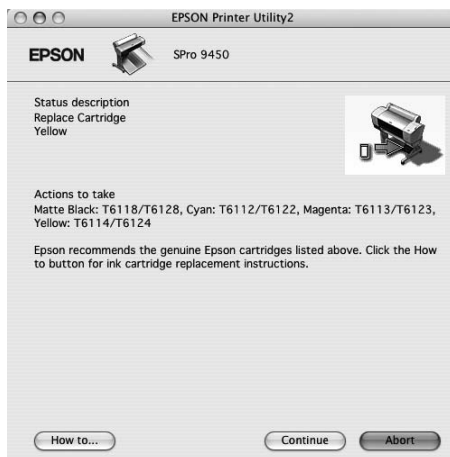 EPSON Printer Utility2
EPSON
SPro 9450
Status description
Replace Cartridge
Yellow
Actions to take
Matte Black: T6118/T6128, Cyan: T6112/T6122, Magenta: T6113/T6123,
Yellow: T6114/T6124
Epson recommends the genuine Epson cartridges listed above. Click the How
to button for ink cartridge replacement instructions.
How to...
Continue
Abort